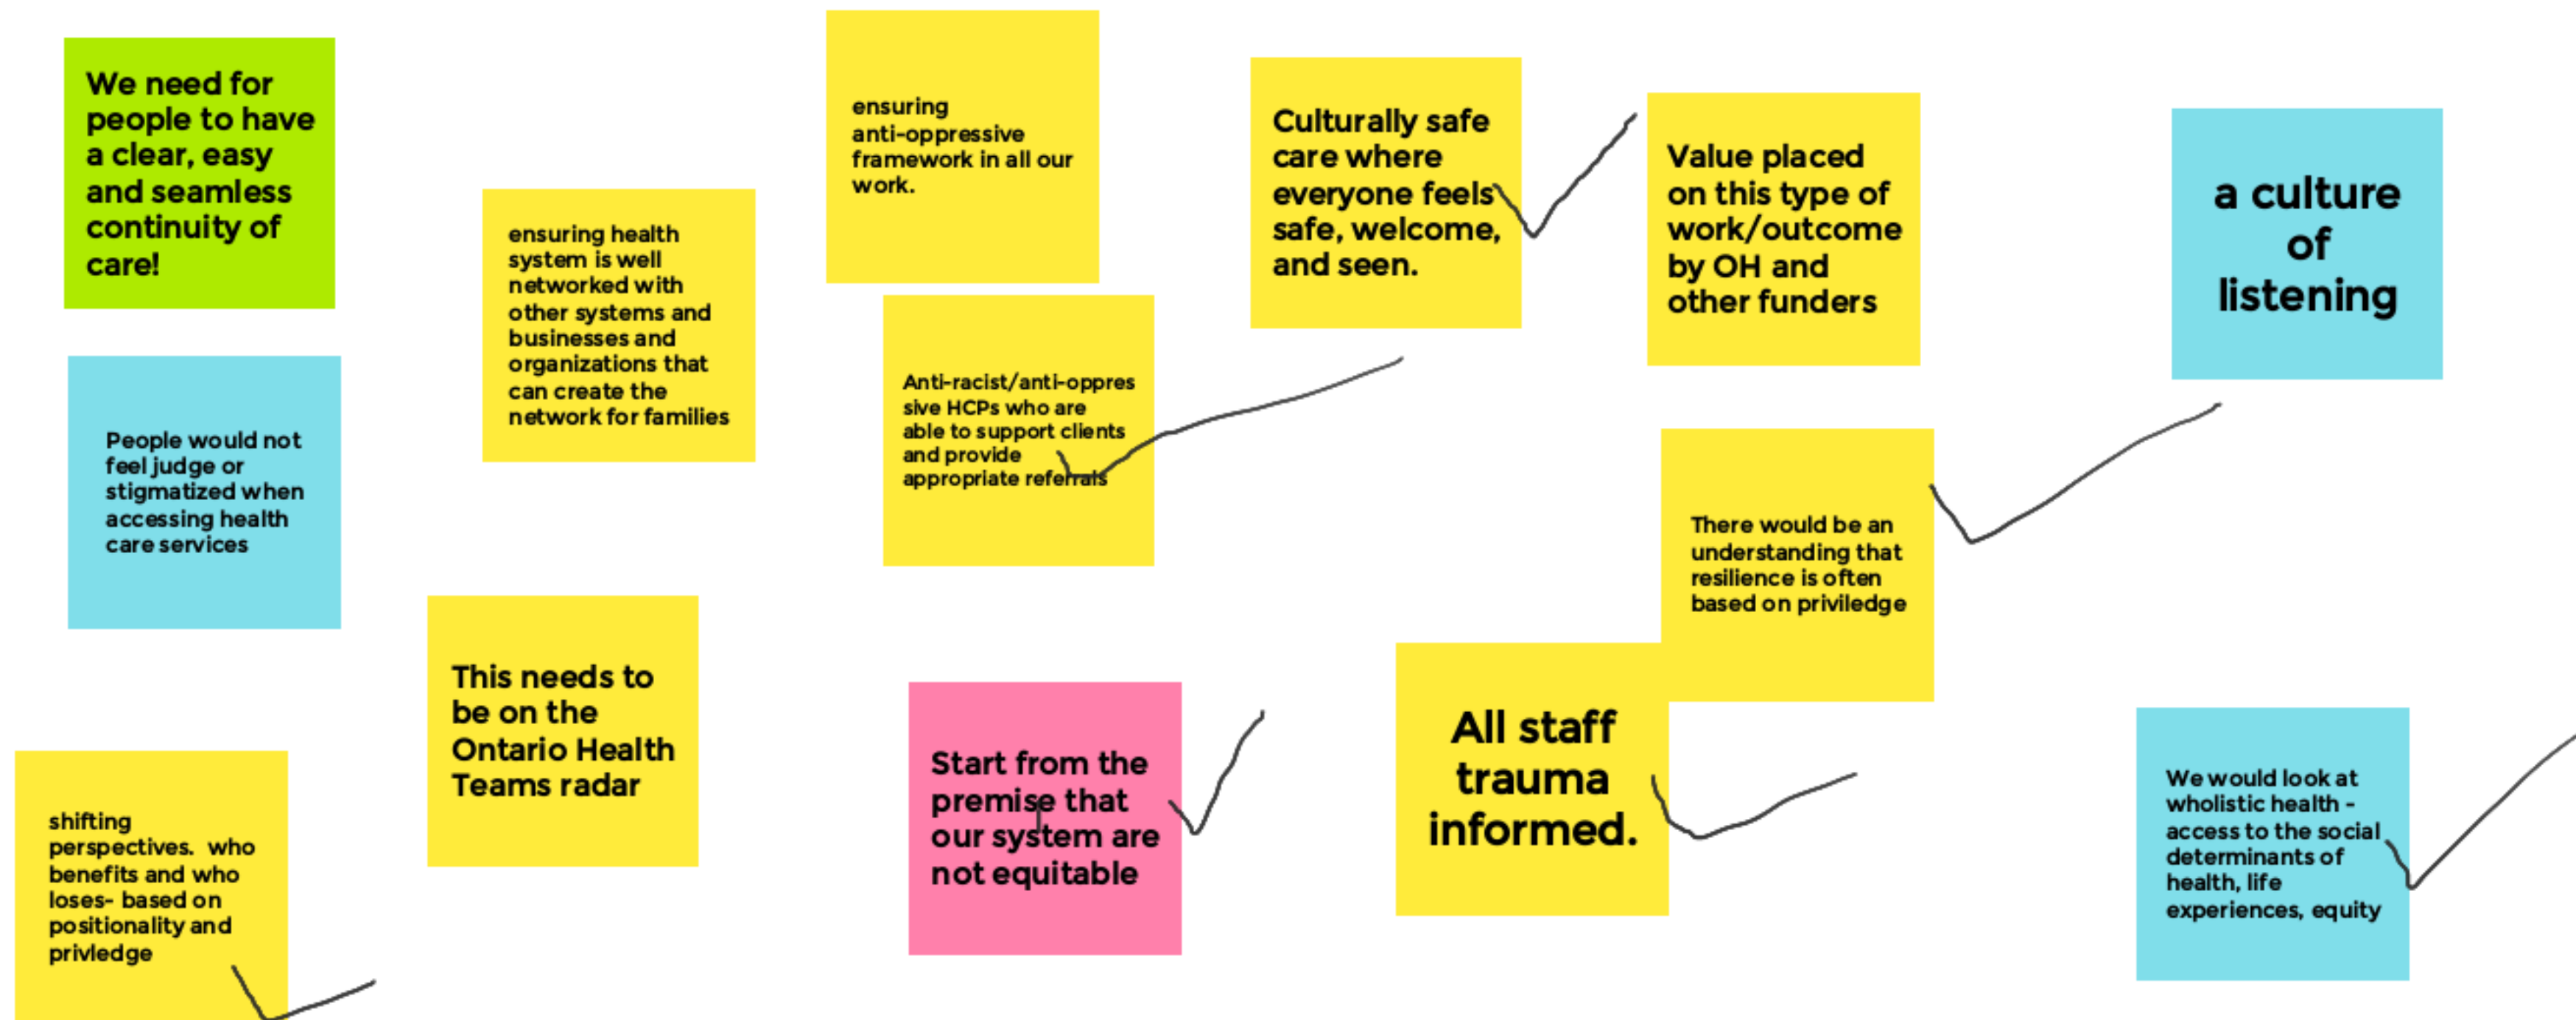 We need for
people to have
a clear, easy
and seamless
continuity of
care!
People would not
feel judge or
stigmatized when
accessing health
care services
shifting
perspectives.  who
benefits and who
loses- based on
positionality and
privledge
ensuring health
system is well
networked with
other systems and
businesses and
organizations that
can create the
network for families
This needs to
be on the
Ontario Health
Teams radar
ensuring
anti-oppressive
framework in all our
work.
Anti-racist/anti-oppres
sive HCPs who are
able to support clients
and provide
appropriate referrals
Start from the
premise that
our system are
not equitable
Culturally safe
care where
everyone feels
safe, welcome,
and seen.
Value placed
on this type of
work/outcome
by OH and
other funders
There would be an
understanding that
resilience is often
based on priviledge
All staff
trauma
informed.
a culture
of
listening
We would look at
wholistic health -
access to the social
determinants of
health, life
experiences, equity